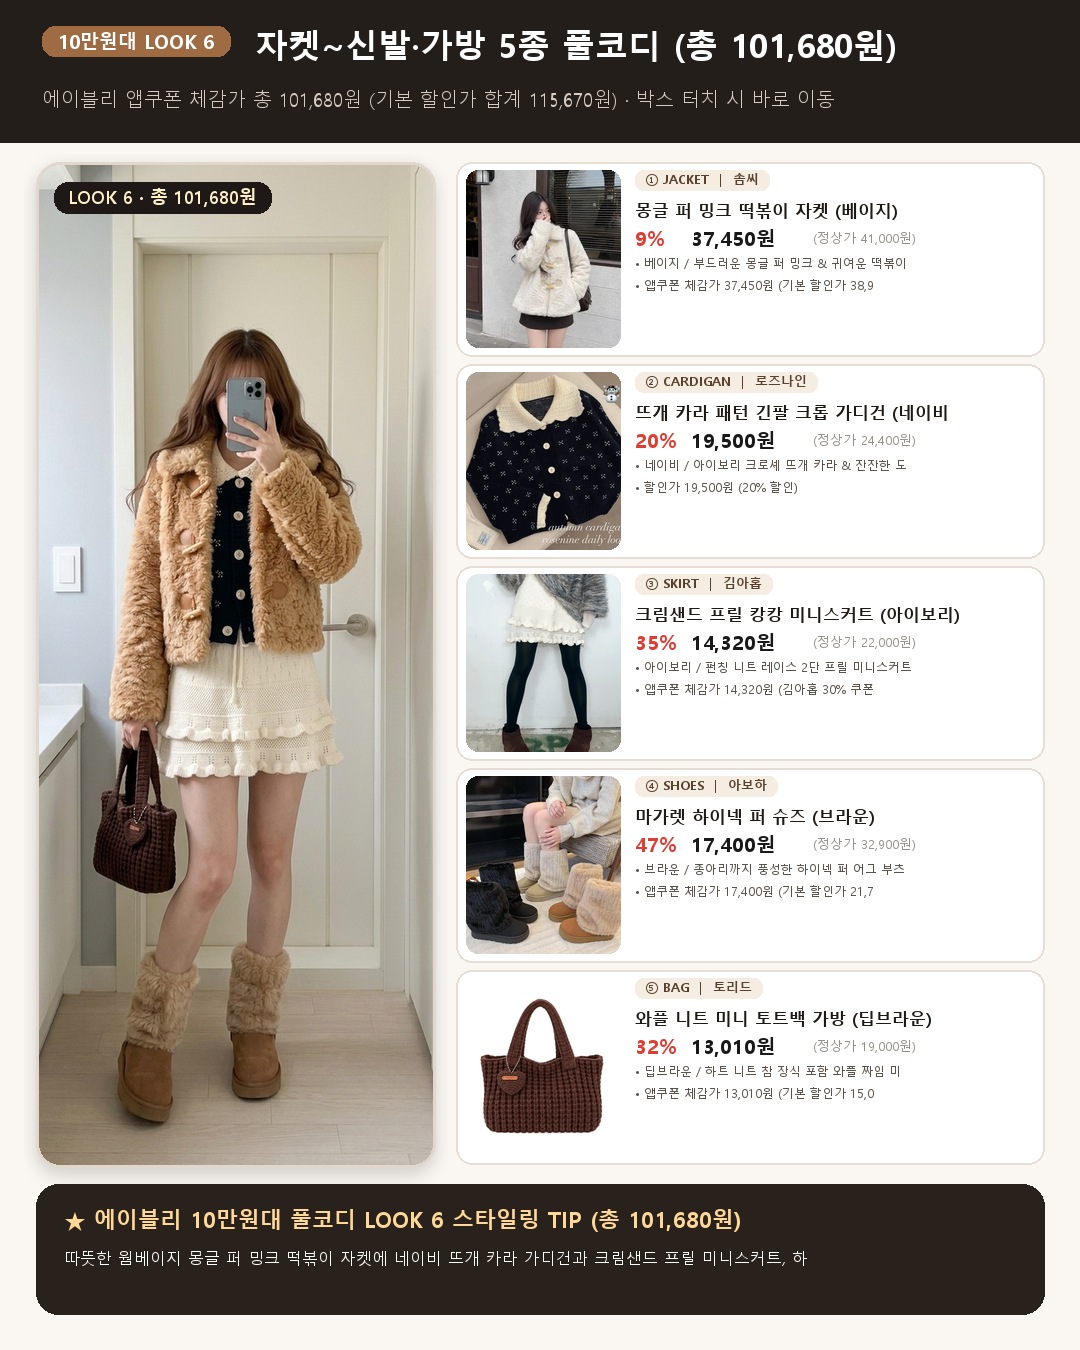 10만원대 LOOK 6
자켓~신발·가방 5종 풀코디 (총 101,680원)
에이블리 앱쿠폰 체감가 총 101,680원 (기본 할인가 합계 115,670원) · 박스 터치 시 바로 이동
LOOK 6 · 총 101,680원
① JACKET | 솜씨
몽글 퍼 밍크 떡볶이 자켓 (베이지)
9% 37,450원 (정상가 41,000원)
• 베이지 / 부드러운 몽글 퍼 밍크 & 귀여운 떡볶이
• 앱쿠폰 체감가 37,450원 (기본 할인가 38,9
② CARDIGAN | 로즈나인
뜨개 카라 패턴 긴팔 크롭 가디건 (네이비
20% 19,500원 (정상가 24,400원)
• 네이비 / 아이보리 크로셰 뜨개 카라 & 잔잔한 도
• 할인가 19,500원 (20% 할인)
autumn cardiga
rosenine daily loo
③ SKIRT | 김아홉
크림샌드 프릴 캉캉 미니스커트 (아이보리)
35% 14,320원 (정상가 22,000원)
• 아이보리 / 펀칭 니트 레이스 2단 프릴 미니스커트
• 앱쿠폰 체감가 14,320원 (김아홉 30% 쿠폰
④ SHOES | 아보하
마가렛 하이넥 퍼 슈즈 (브라운)
47% 17,400원 (정상가 32,900원)
• 브라운 / 종아리까지 풍성한 하이넥 퍼 어그 부츠
• 앱쿠폰 체감가 17,400원 (기본 할인가 21,7
⑤ BAG | 토리드
와플 니트 미니 토트백 가방 (딥브라운)
32% 13,010원 (정상가 19,000원)
• 딥브라운 / 하트 니트 참 장식 포함 와플 짜임 미
• 앱쿠폰 체감가 13,010원 (기본 할인가 15,0
★ 에이블리 10만원대 풀코디 LOOK 6 스타일링 TIP (총 101,680원)
따뜻한 웜베이지 몽글 퍼 밍크 떡볶이 자켓에 네이비 뜨개 카라 가디건과 크림샌드 프릴 미니스커트, 하